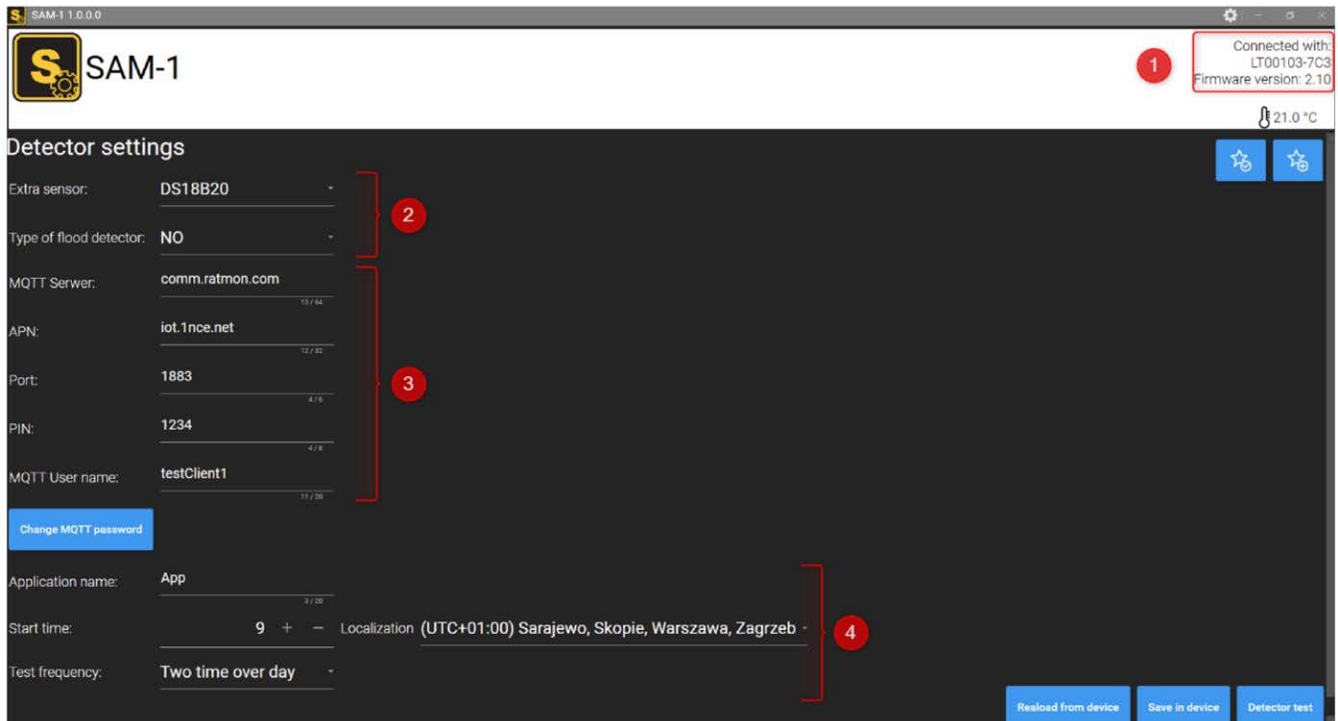 SAM-1 1.0.0.0
SAM-1
1
Connected with:
LT00103-7C3
Firmware version: 2.10
21.0 °C
Detector settings
Extra sensor: DS18B20
2
Type of flood detector: NO
MQTT Serwer: comm.ratmon.com
15 / 64
APN: iot.1nce.net
12 / 32
Port: 1883
3
4 / 6
PIN: 1234
4 / 8
MQTT User name: testClient1
11 / 20
Change MQTT password
Application name: App
3 / 20
Start time: 9 + − Localization (UTC+01:00) Sarajewo, Skopie, Warszawa, Zagrzeb
4
Test frequency: Two time over day
Reaload from device Save in device Detector test